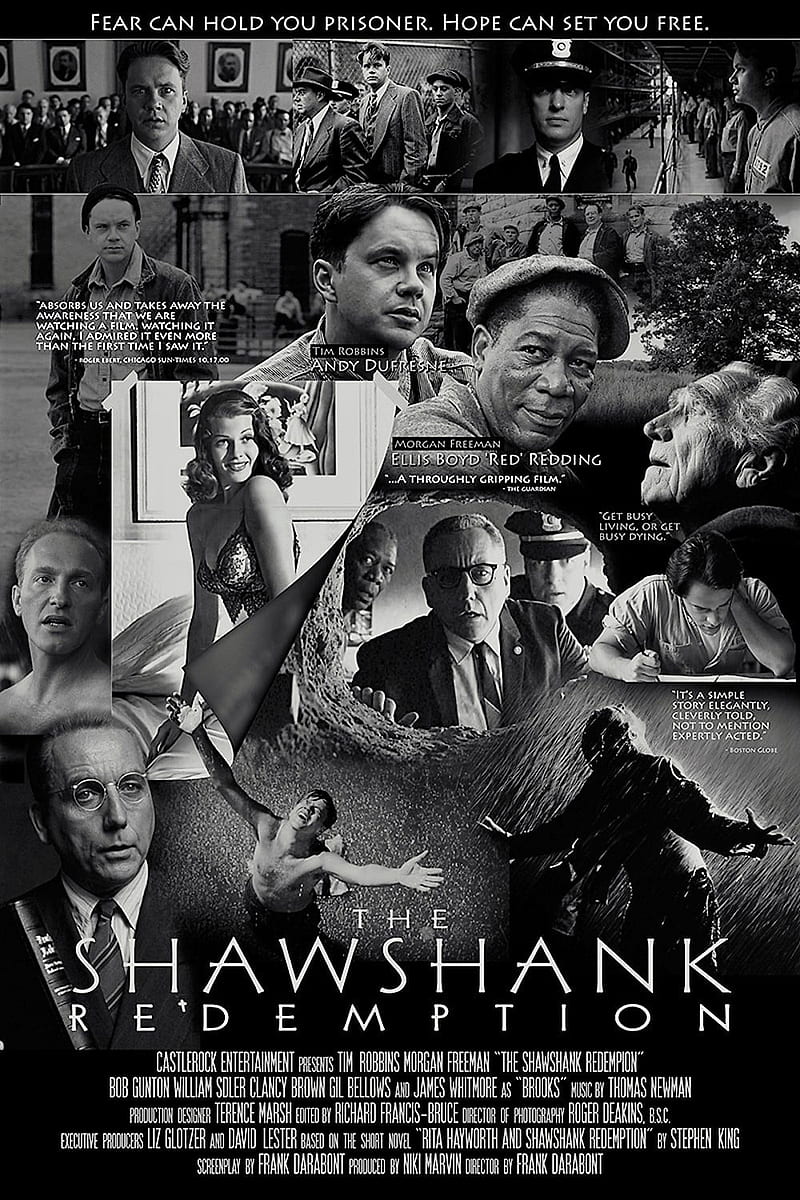 FEAR CAN HOLD YOU PRISONER. HOPE CAN SET YOU FREE.
"ABSORBS US AND TAKES AWAY THE
AWARENESS THAT WE ARE
WATCHING A FILM. WATCHING IT
AGAIN, I ADMIRED IT EVEN MORE
THAN THE FIRST TIME I SAW IT."
- ROGER EBERT, CHICAGO SUN-TIMES 10.17.00
TIM ROBBINS
ANDY DUFRESNE
MORGAN FREEMAN
ELLIS BOYD 'RED' REDDING
"...A THROUGHLY GRIPPING FILM."
- THE GUARDIAN
"GET BUSY
LIVING, OR GET
BUSY DYING."
"IT'S A SIMPLE
STORY ELEGANTLY,
CLEVERLY TOLD,
NOT TO MENTION
EXPERTLY ACTED."
- BOSTON GLOBE
THE
SHAWSHANK
REDEMPTION
CASTLEROCK ENTERTAINMENT PRESENTS TIM ROBBINS MORGAN FREEMAN "THE SHAWSHANK REDEMPION"
BOB GUNTON WILLIAM SDLER CLANCY BROWN GIL BELLOWS AND JAMES WHITMORE AS "BROOKS" MUSIC BY THOMAS NEWMAN
PRODUCTION DESIGNER TERENCE MARSH EDITED BY RICHARD FRANCIS-BRUCE DIRECTOR OF PHOTOGRAPHY ROGER DEAKINS, B.S.C.
EXECUTIVE PRODUCERS LIZ GLOTZER AND DAVID LESTER BASED ON THE SHORT NOVEL "RITA HAYWORTH AND SHAWSHANK REDEMPTION" BY STEPHEN KING
SCREENPLAY BY FRANK DARABONT PRODUCED BY NIKI MARVIN DIRECTOR BY FRANK DARABONT